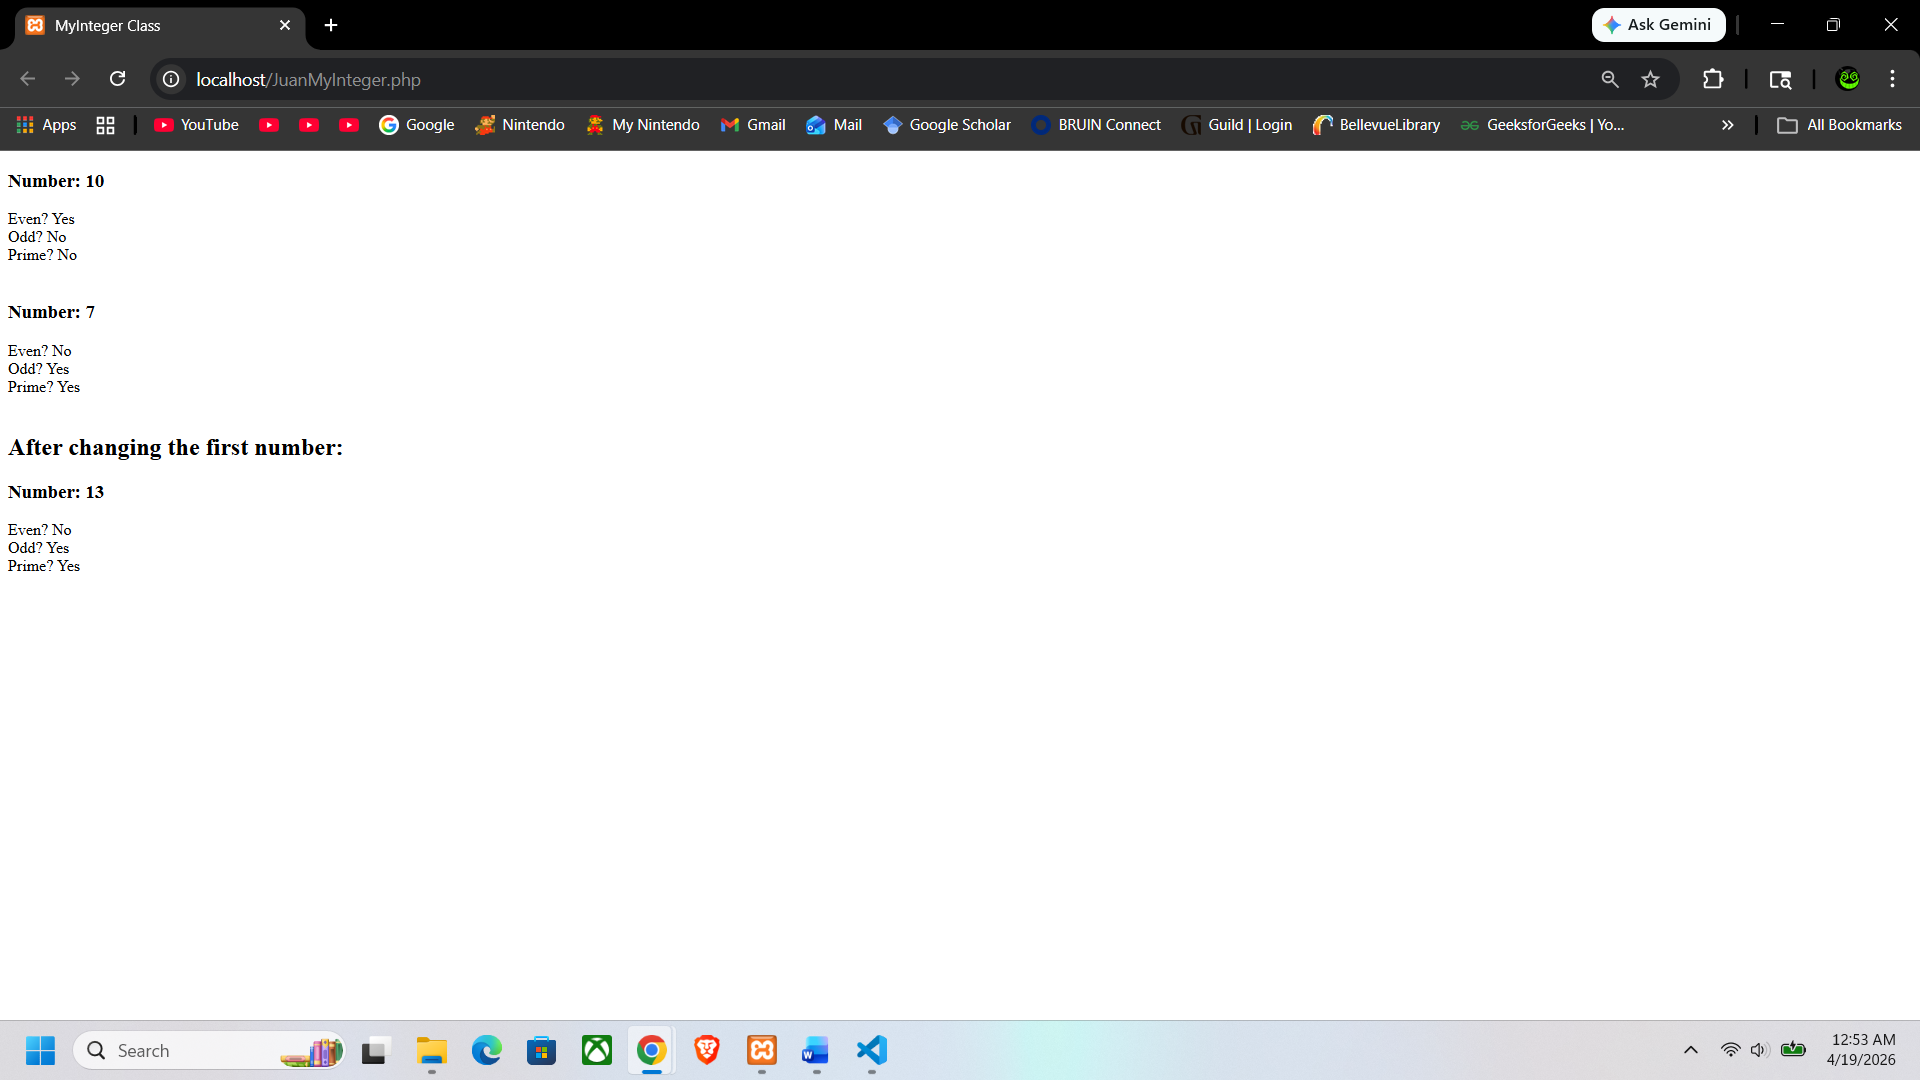 MyInteger Class
Ask Gemini
localhost/JuanMyInteger.php
Apps YouTube Google Nintendo My Nintendo Gmail Mail Google Scholar BRUIN Connect Guild | Login BellevueLibrary GeeksforGeeks | Yo... All Bookmarks
Number: 10
Even? Yes
Odd? No
Prime? No
Number: 7
Even? No
Odd? Yes
Prime? Yes
After changing the first number:
Number: 13
Even? No
Odd? Yes
Prime? Yes
Search
12:53 AM
4/19/2026